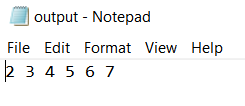 output - Notepad
File Edit Format View Help
2 3 4 5 6 7